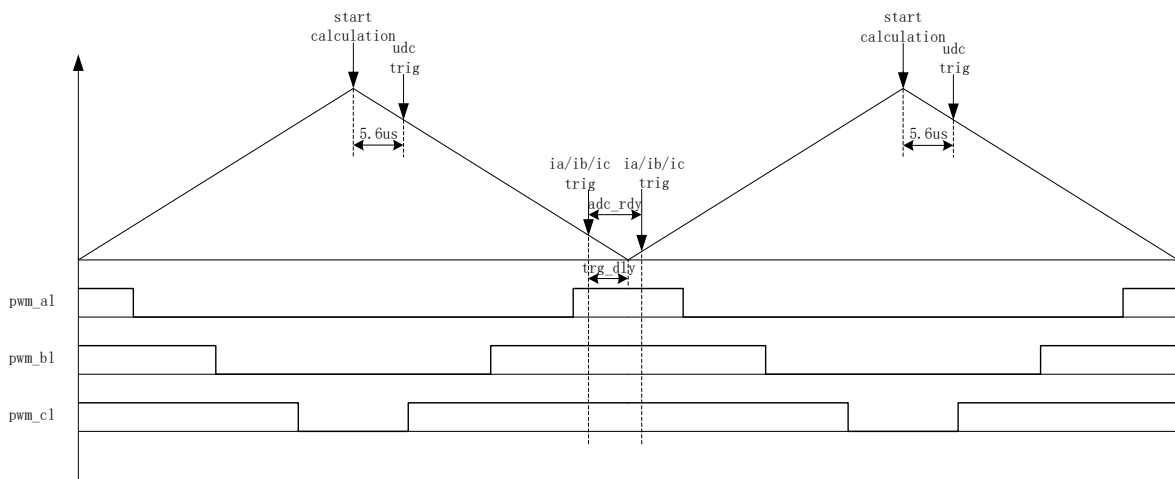 start
calculation
udc
trig
5.6us
ia/ib/ic
trig
adc_rdy
ia/ib/ic
trig
trg_dly
start
calculation
udc
trig
5.6us
pwm_al
pwm_bl
pwm_cl